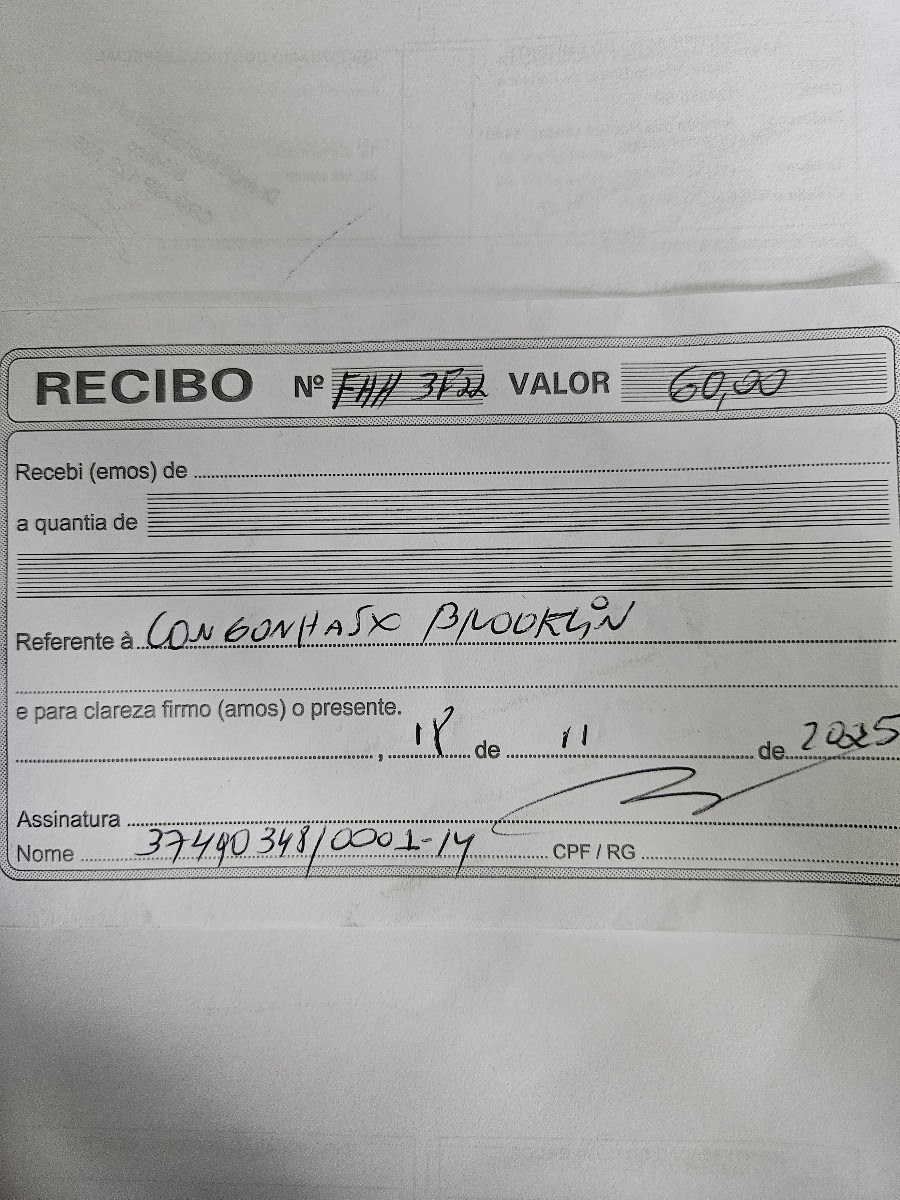 RECIBO Nº FHH 3F22 VALOR 60,00
Recebi (emos) de
a quantia de
Referente à CONGONHAS X BROOKLIN
e para clareza firmo (amos) o presente.
, 18 de 11 de 2025
Assinatura
Nome 37490348/0001-14 CPF / RG